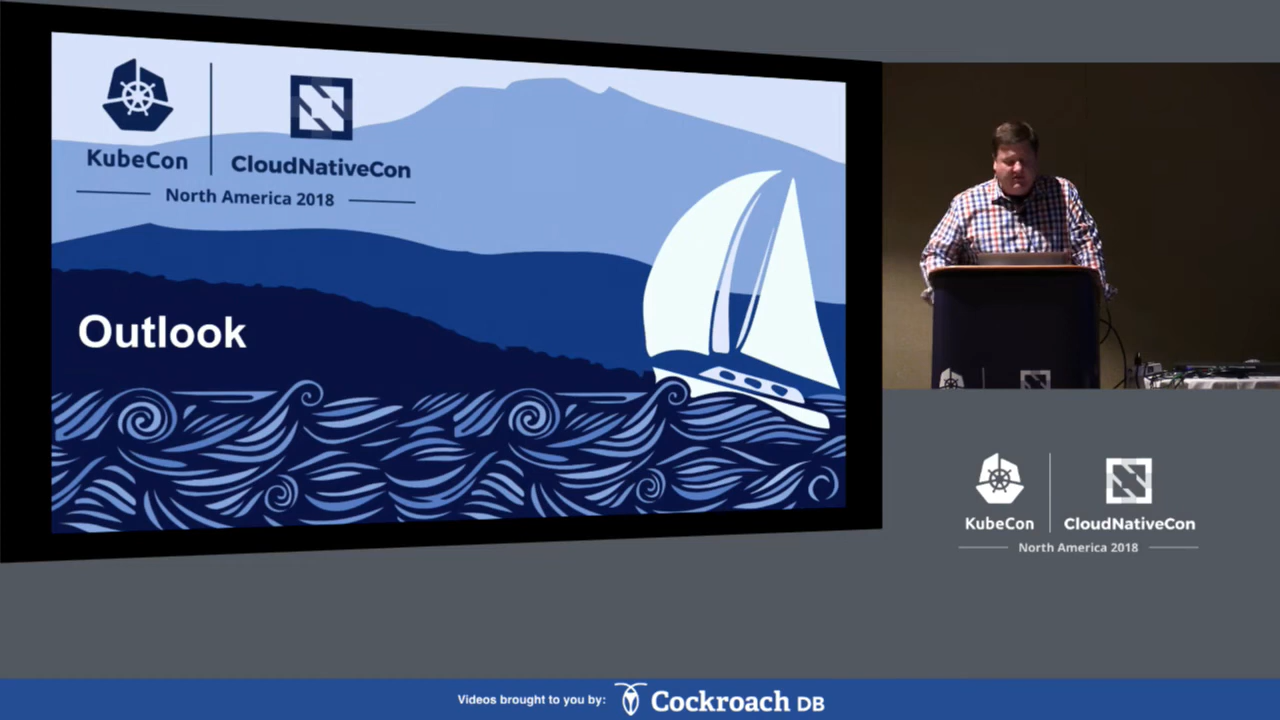 KubeCon
CloudNativeCon
North America 2018
Outlook
KubeCon
CloudNativeCon
North America 2018
Videos brought to you by: Cockroach DB